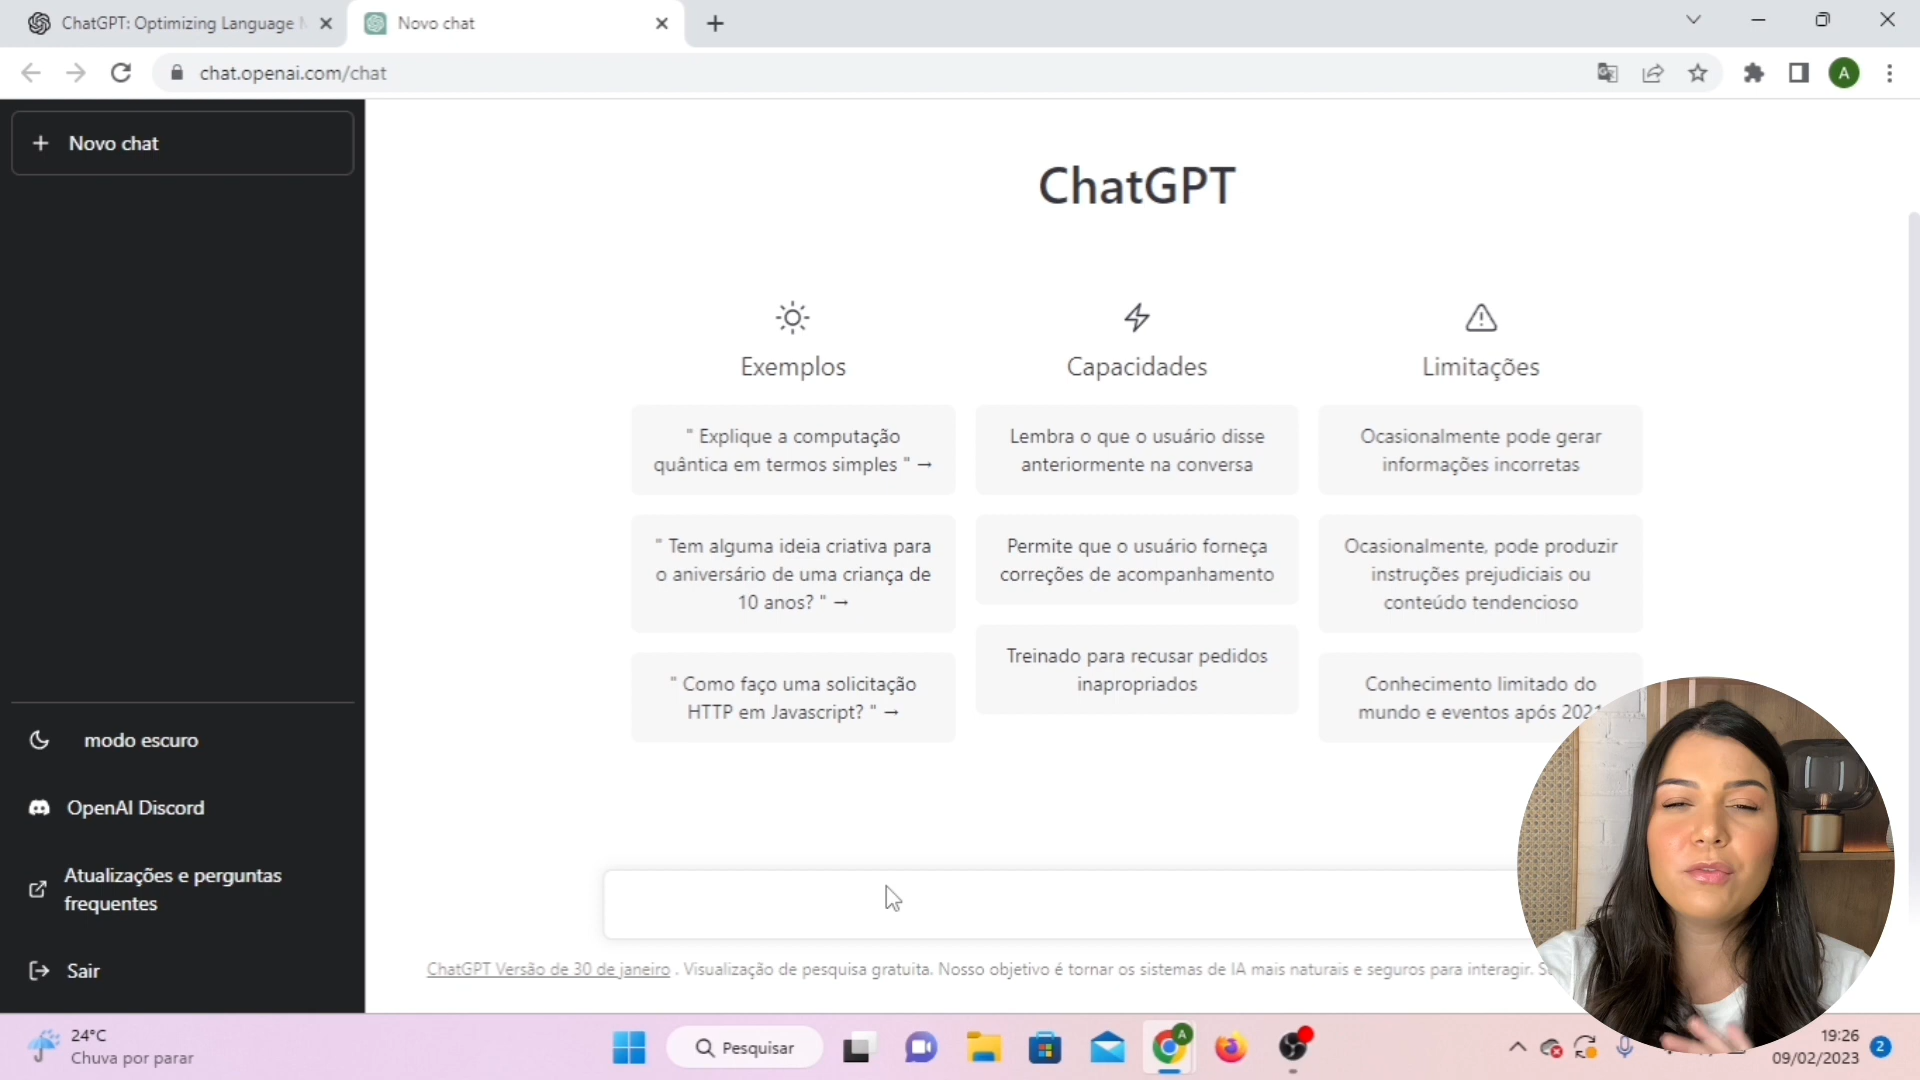 ChatGPT: Optimizing Language
Novo chat
chat.openai.com/chat
A
Novo chat
ChatGPT
Exemplos
" Explique a computação
quântica em termos simples " →
" Tem alguma ideia criativa para
o aniversário de uma criança de
10 anos? " →
" Como faço uma solicitação
HTTP em Javascript? " →
Capacidades
Lembra o que o usuário disse
anteriormente na conversa
Permite que o usuário forneça
correções de acompanhamento
Treinado para recusar pedidos
inapropriados
Limitações
Ocasionalmente pode gerar
informações incorretas
Ocasionalmente, pode produzir
instruções prejudiciais ou
conteúdo tendencioso
Conhecimento limitado do
mundo e eventos após 2021
modo escuro
OpenAI Discord
Atualizações e perguntas
frequentes
Sair
ChatGPT Versão de 30 de janeiro . Visualização de pesquisa gratuita. Nosso objetivo é tornar os sistemas de IA mais naturais e seguros para interagir.
24°C
Chuva por parar
Pesquisar
A
19:26
09/02/2023
2